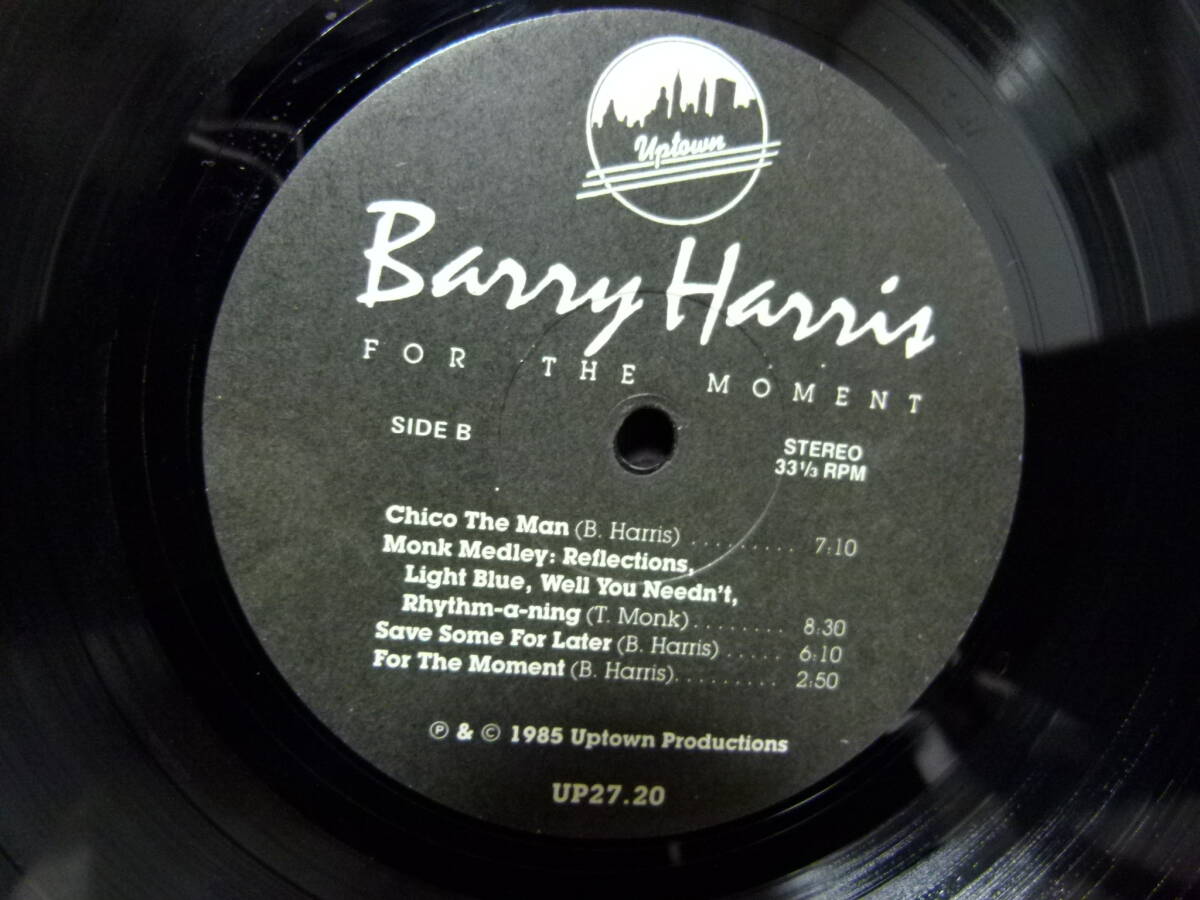 Uptown
Barry Harris
FOR THE MOMENT
SIDE B
STEREO
33 1/3 RPM
Chico The Man (B. Harris) ......... 7:10
Monk Medley: Reflections,
Light Blue, Well You Needn't,
Rhythm-a-ning (T. Monk) ........ 8:30
Save Some For Later (B. Harris) ..... 6:10
For The Moment (B. Harris) ......... 2:50
℗ & © 1985 Uptown Productions
UP27.20